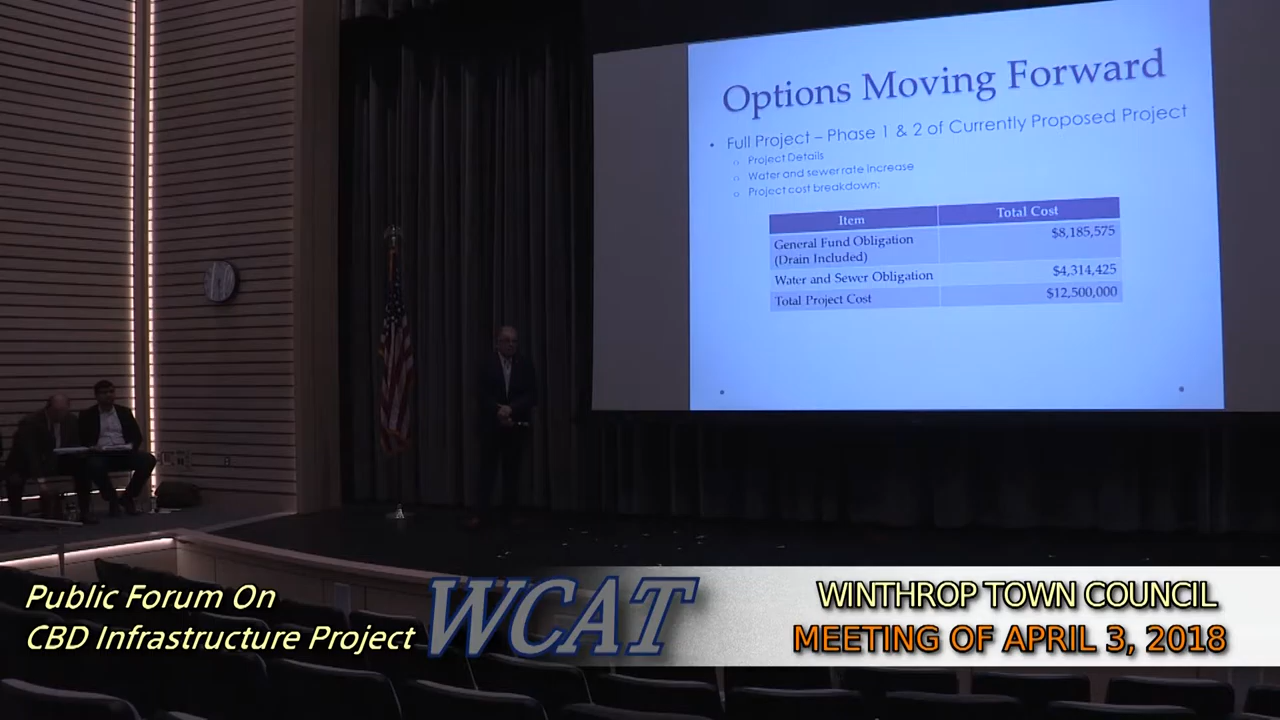 Options Moving Forward
• Full Project – Phase 1 & 2 of Currently Proposed Project
o Project Details
o Water and sewer rate increase
o Project cost breakdown:
Item Total Cost
General Fund Obligation $8,185,575
(Drain Included)
Water and Sewer Obligation $4,314,425
Total Project Cost $12,500,000
Public Forum On
CBD Infrastructure Project
WCAT
WINTHROP TOWN COUNCIL
MEETING OF APRIL 3, 2018